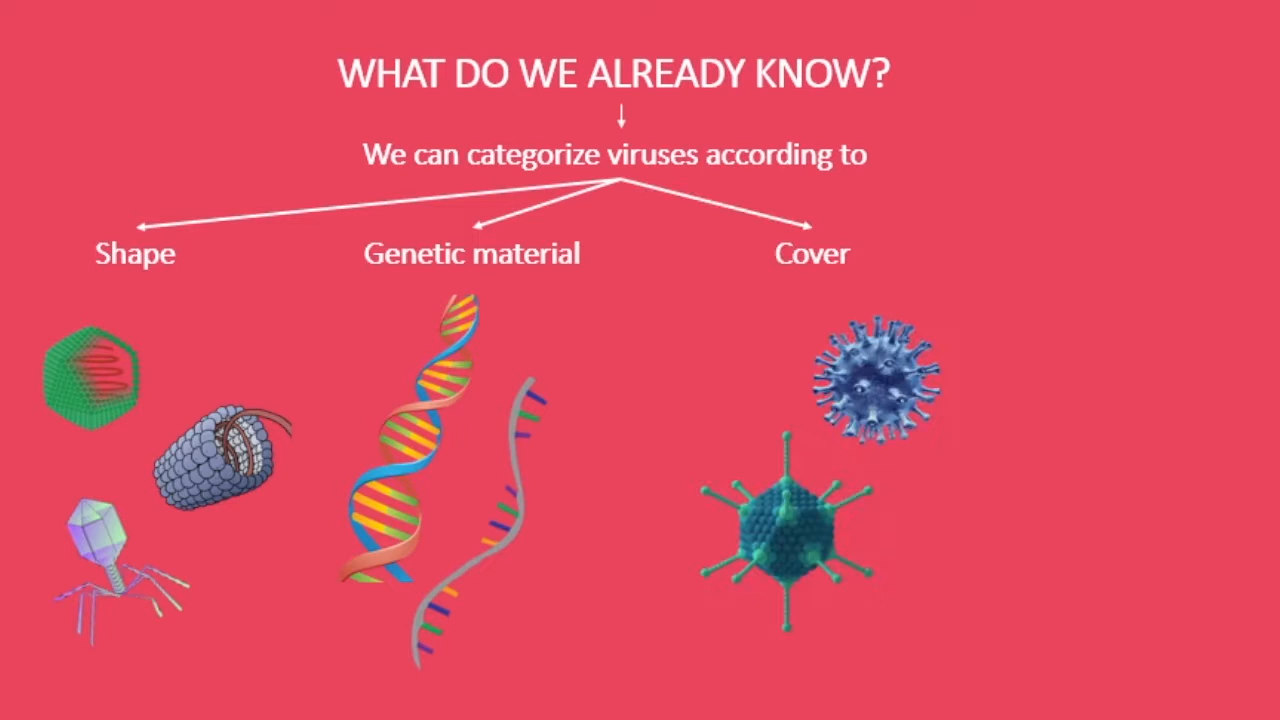 WHAT DO WE ALREADY KNOW?
We can categorize viruses according to
Shape
Genetic material
Cover